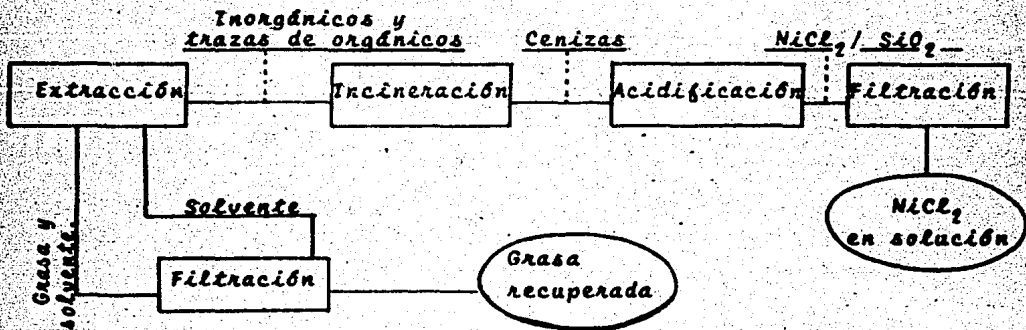 Inorgánicos y
trazas de orgánicos
Cenizas
NiCl2 / SiO2
Extracción
Incineración
Acidificación
Filtración
NiCl2
en solución
Solvente
Grasa y
solvente.
Filtración
Grasa
recuperada